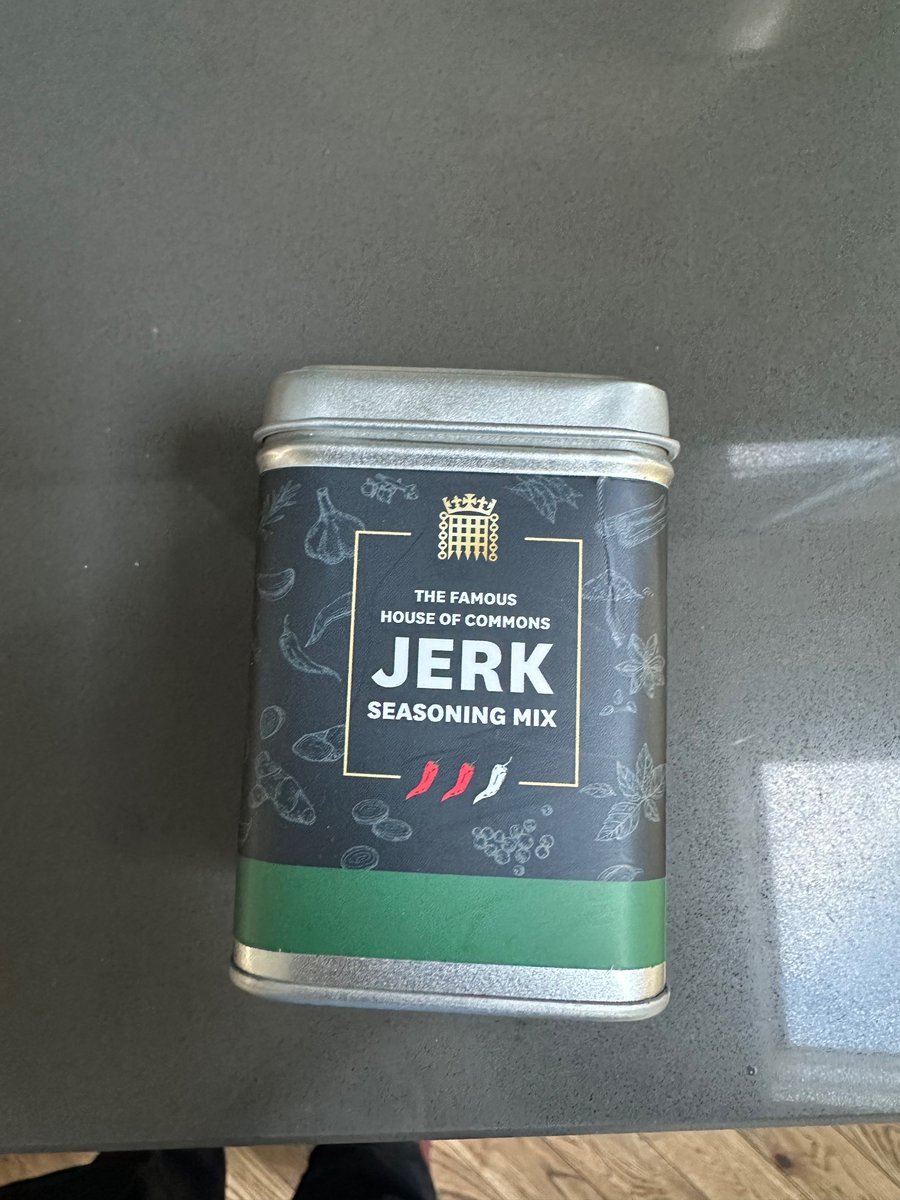 THE FAMOUS
HOUSE OF COMMONS
JERK
SEASONING MIX